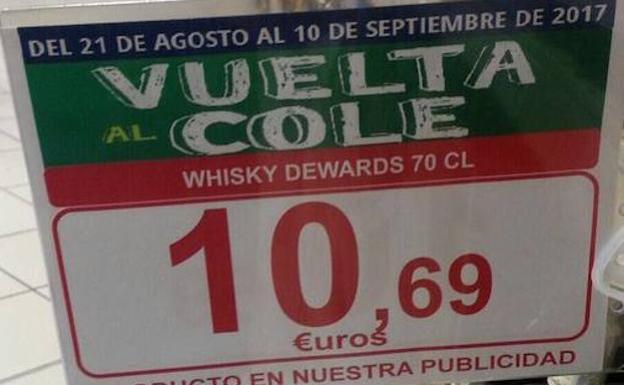 DEL 21 DE AGOSTO AL 10 DE SEPTIEMBRE DE 2017
VUELTA
AL COLE
WHISKY DEWARDS 70 CL
10,69
€uros
EN NUESTRA PUBLICIDAD